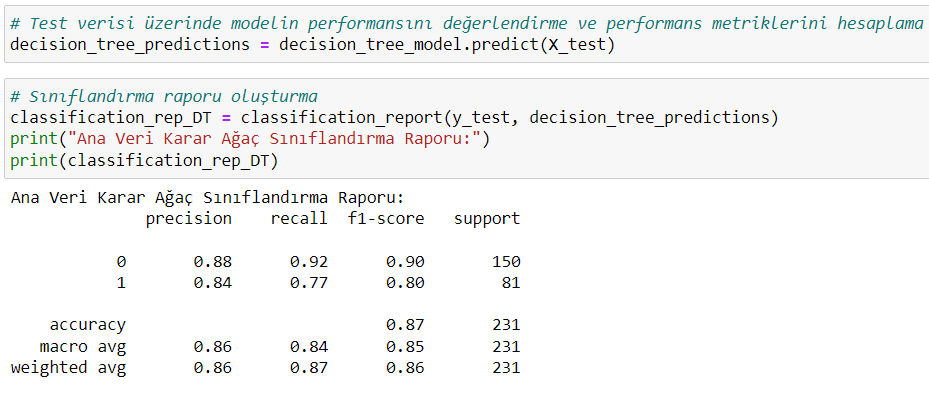 # Test verisi üzerinde modelin performansını değerlendirme ve performans metriklerini hesaplama
decision_tree_predictions = decision_tree_model.predict(X_test)
# Sınıflandırma raporu oluşturma
classification_rep_DT = classification_report(y_test, decision_tree_predictions)
print("Ana Veri Karar Ağaç Sınıflandırma Raporu:")
print(classification_rep_DT)
Ana Veri Karar Ağaç Sınıflandırma Raporu:
precision recall f1-score support
0 0.88 0.92 0.90 150
1 0.84 0.77 0.80 81
accuracy 0.87 231
macro avg 0.86 0.84 0.85 231
weighted avg 0.86 0.87 0.86 231